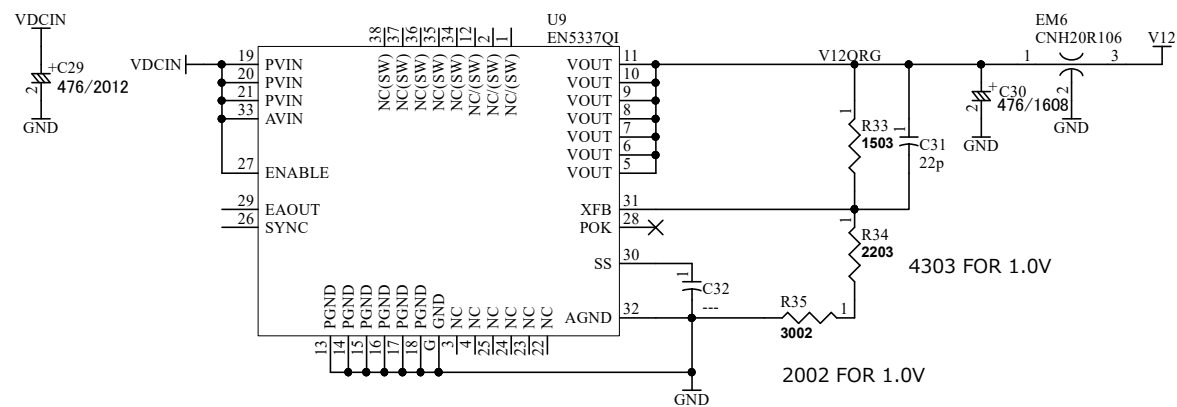 VDCIN
+C29
2
476/2012
GND
VDCIN
U9
EN5337QI
38
37
36
35
34
12
2
1
NC(SW)
NC(SW)
NC(SW)
NC(SW)
NC(SW)
NC/(SW)
NC/(SW)
NC/(SW)
19 PVIN
20 PVIN
21 PVIN
33 AVIN
27 ENABLE
29 EAOUT
26 SYNC
VOUT 11
VOUT 10
VOUT 9
VOUT 8
VOUT 7
VOUT 6
VOUT 5
XFB 31
POK 28
SS 30
AGND 32
PGND
PGND
PGND
PGND
PGND
PGND
GND
NC
NC
NC
NC
NC
NC
13
14
15
16
17
18
G
3
4
25
24
23
22
V12ORG
1
R33
1503
1
C31
22p
+C30
2
476/1608
GND
EM6
CNH20R106
1
3
2
GND
V12
1
R34
2203
4303 FOR 1.0V
1
C32
---
R35
1
3002
2002 FOR 1.0V
GND